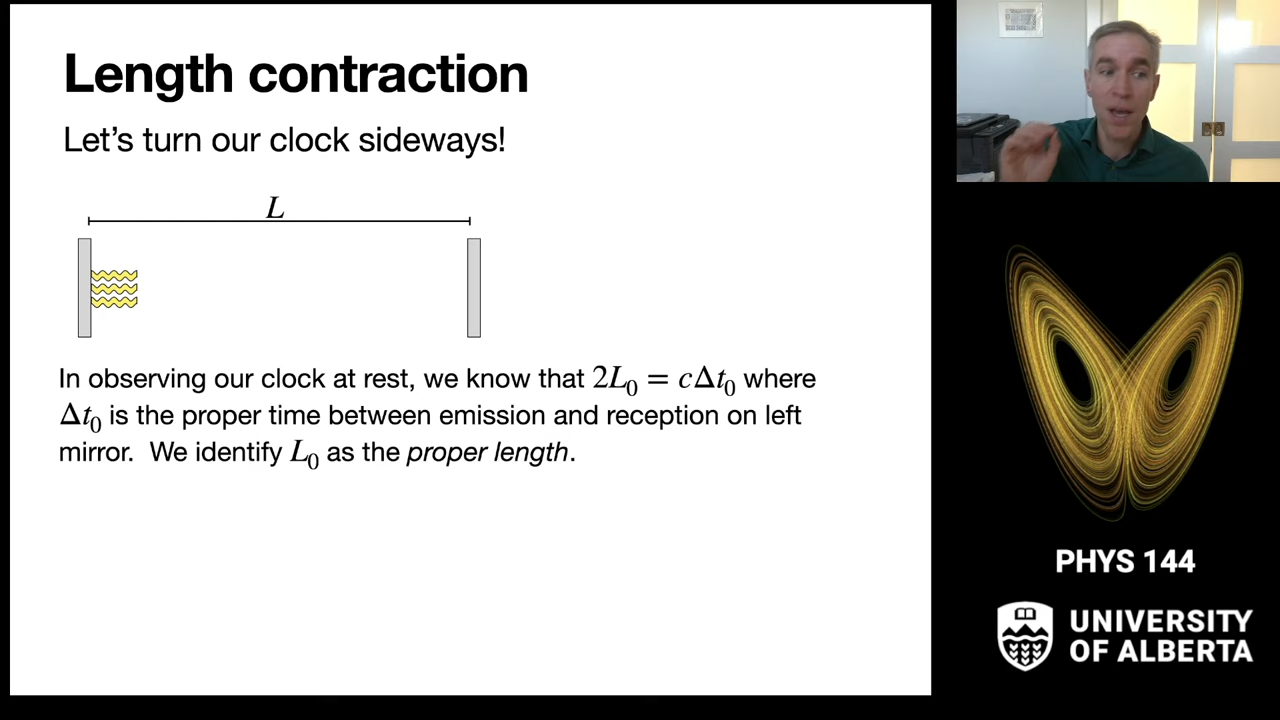 Length contraction
Let's turn our clock sideways!
L
In observing our clock at rest, we know that 2L₀ = cΔt₀ where
Δt₀ is the proper time between emission and reception on left
mirror. We identify L₀ as the proper length.
PHYS 144
UNIVERSITY
OF ALBERTA